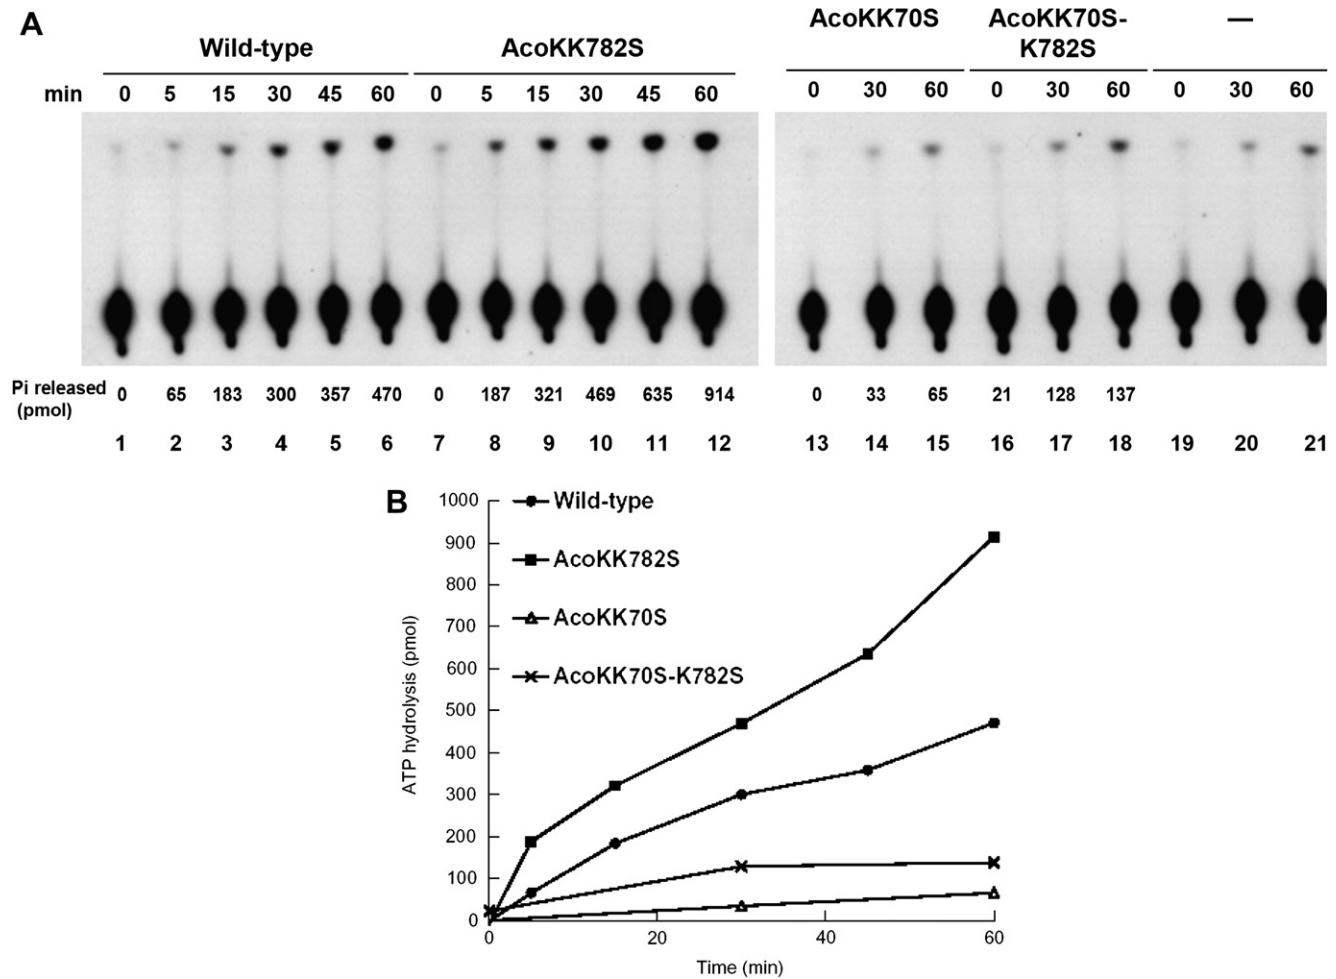 A
Wild-type AcoKK782S AcoKK70S AcoKK70S-
K782S —
min 0 5 15 30 45 60 0 5 15 30 45 60 0 30 60 0 30 60 0 30 60
Pi released 0 65 183 300 357 470 0 187 321 469 635 914 0 33 65 21 128 137
(pmol)
1 2 3 4 5 6 7 8 9 10 11 12 13 14 15 16 17 18 19 20 21
B
Wild-type
AcoKK782S
AcoKK70S
AcoKK70S-K782S
ATP hydrolysis (pmol)
1000
900
800
700
600
500
400
300
200
100
0
0 20 40 60
Time (min)